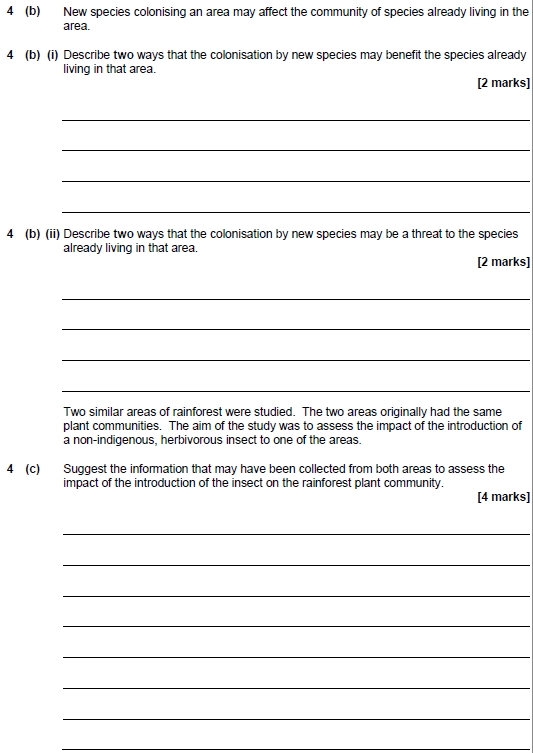 4 (b) New species colonising an area may affect the community of species already living in the
area.
4 (b) (i) Describe two ways that the colonisation by new species may benefit the species already
living in that area.
[2 marks]
4 (b) (ii) Describe two ways that the colonisation by new species may be a threat to the species
already living in that area.
[2 marks]
Two similar areas of rainforest were studied. The two areas originally had the same
plant communities. The aim of the study was to assess the impact of the introduction of
a non-indigenous, herbivorous insect to one of the areas.
4 (c) Suggest the information that may have been collected from both areas to assess the
impact of the introduction of the insect on the rainforest plant community.
[4 marks]